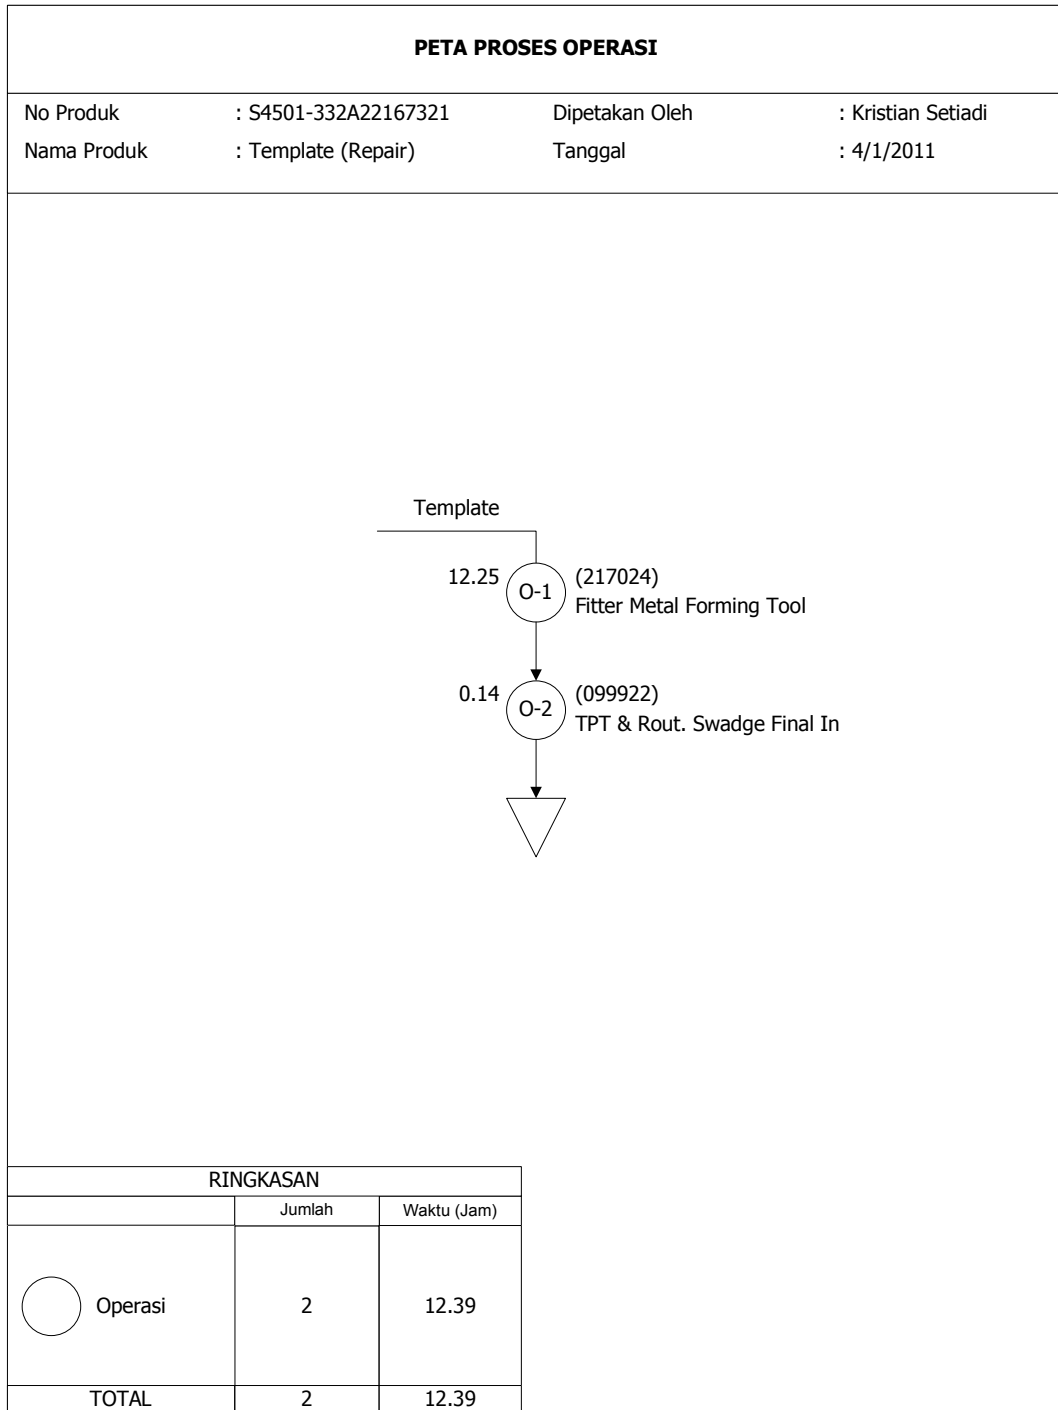 PETA PROSES OPERASI
No Produk : S4501-332A22167321 Dipetakan Oleh : Kristian Setiadi
Nama Produk : Template (Repair) Tanggal : 4/1/2011
Template
12.25 O-1 (217024)
Fitter Metal Forming Tool
0.14 O-2 (099922)
TPT & Rout. Swadge Final In
RINGKASAN
Jumlah Waktu (Jam)
Operasi 2 12.39
TOTAL 2 12.39